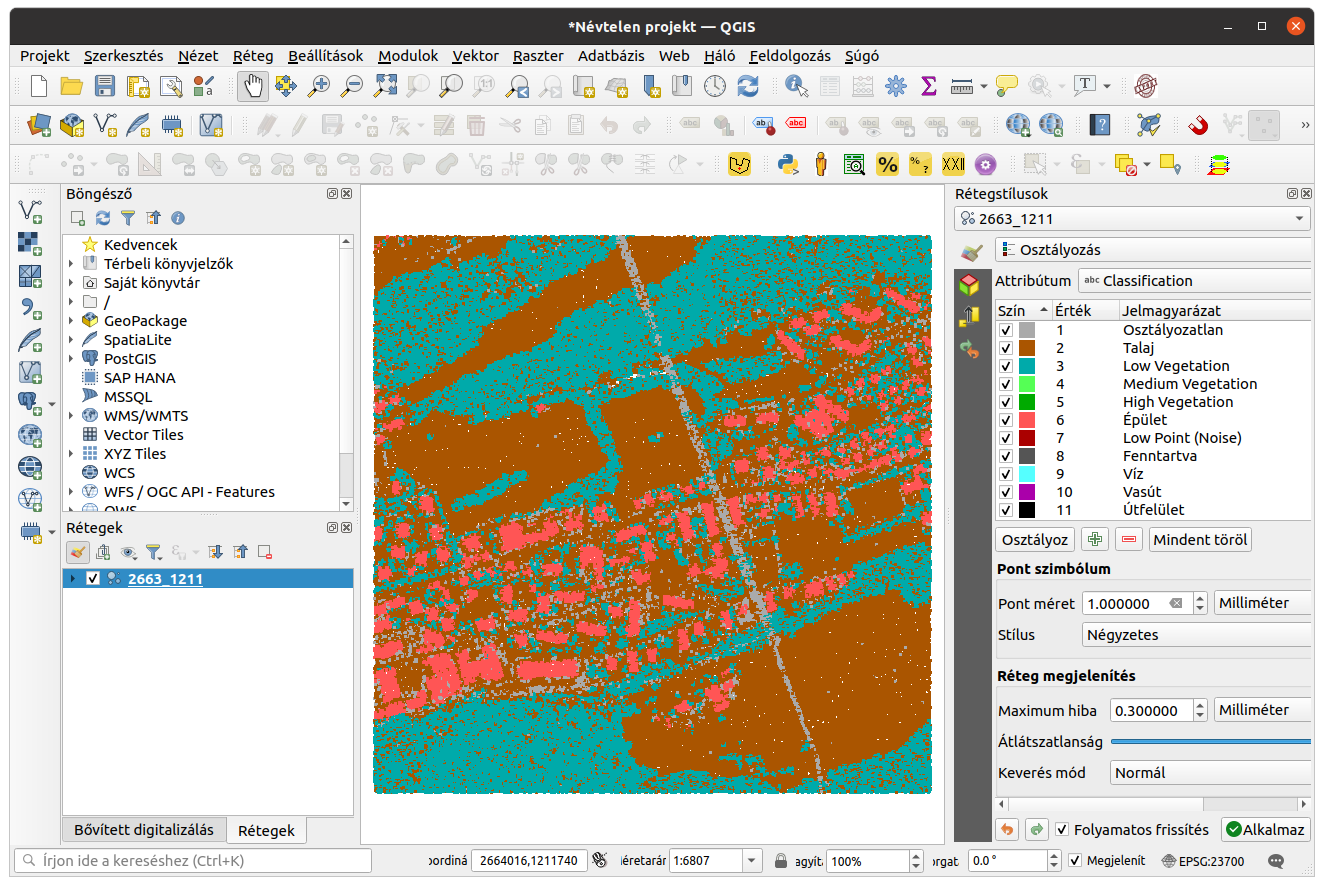 *Névtelen projekt — QGIS
Projekt Szerkesztés Nézet Réteg Beállítások Modulok Vektor Raszter Adatbázis Web Háló Feldolgozás Súgó
Böngésző
Kedvencek
Térbeli könyvjelzők
Saját könyvtár
/
GeoPackage
SpatiaLite
PostGIS
SAP HANA
MSSQL
WMS/WMTS
Vector Tiles
XYZ Tiles
WCS
WFS / OGC API - Features
OWS
Rétegek
2663_1211
Bővített digitalizálás Rétegek
Rétegstílusok
2663_1211
Osztályozás
Attribútum abc Classification
Szín Érték Jelmagyarázat
1 Osztályozatlan
2 Talaj
3 Low Vegetation
4 Medium Vegetation
5 High Vegetation
6 Épület
7 Low Point (Noise)
8 Fenntartva
9 Víz
10 Vasút
11 Útfelület
Osztályoz Mindent töröl
Pont szimbólum
Pont méret 1.000000 Milliméter
Stílus Négyzetes
Réteg megjelenítés
Maximum hiba 0.300000 Milliméter
Átlátszatlanság
Keverés mód Normál
Folyamatos frissítés Alkalmaz
Írjon ide a kereséshez (Ctrl+K) 2664016,1211740 1:6807 100% 0.0 ° Megjelenít EPSG:23700